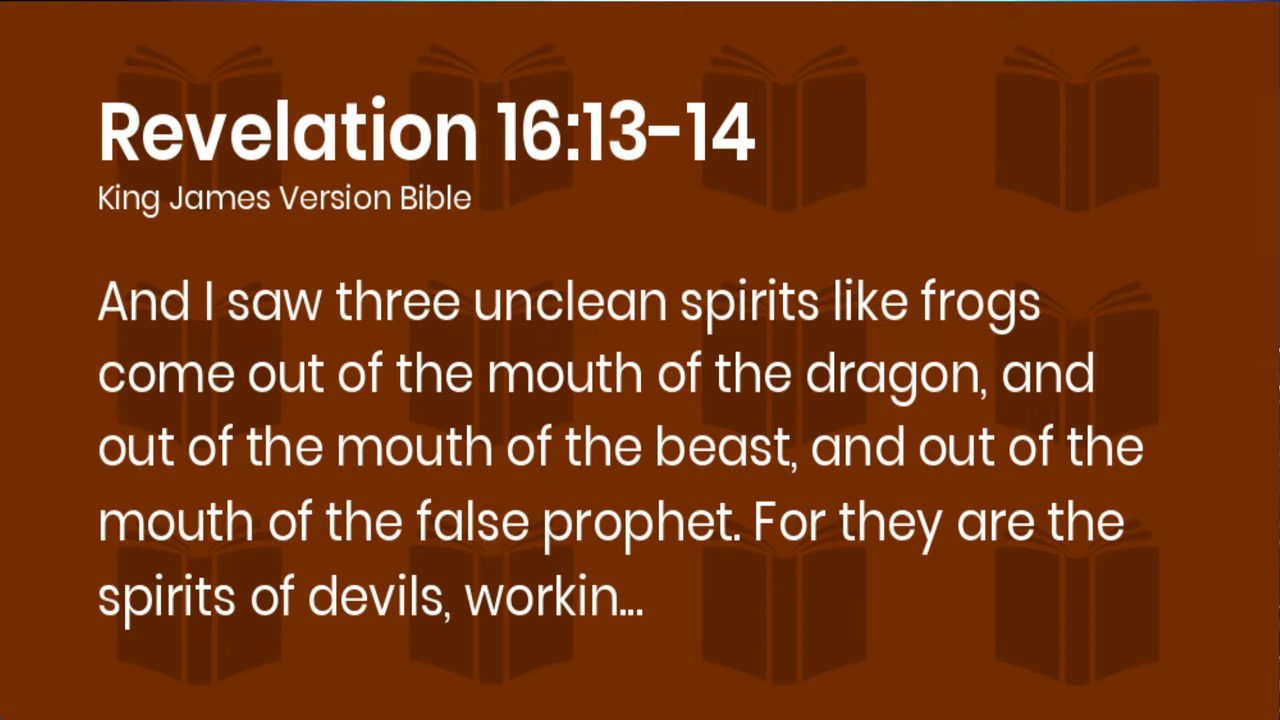 Revelation 16:13-14
King James Version Bible
And I saw three unclean spirits like frogs
come out of the mouth of the dragon, and
out of the mouth of the beast, and out of the
mouth of the false prophet. For they are the
spirits of devils, workin...